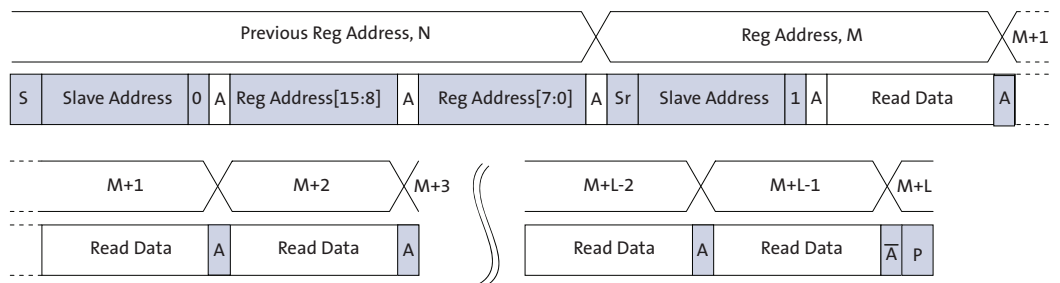 Previous Reg Address, N Reg Address, M M+1
S Slave Address 0 A Reg Address[15:8] A Reg Address[7:0] A Sr Slave Address 1 A Read Data A
M+1 M+2 M+3 M+L-2 M+L-1 M+L
Read Data A Read Data A Read Data A Read Data A̅ P